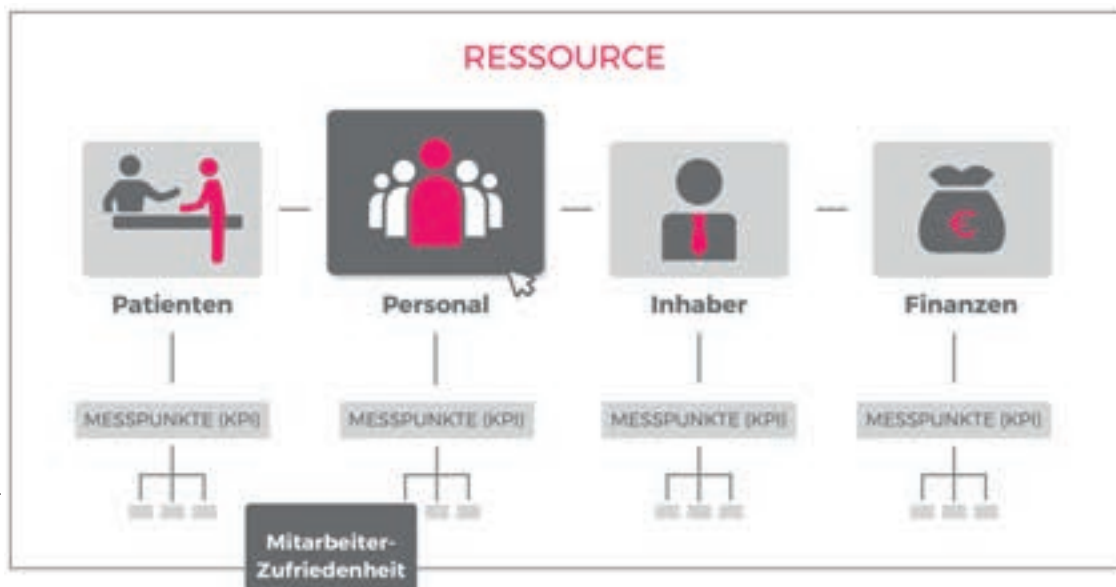 RESSOURCE
€
Patienten
Personal
Inhaber
Finanzen
MESSPUNKTE (KPI)
MESSPUNKTE (KPI)
MESSPUNKTE (KPI)
MESSPUNKTE (KPI)
Mitarbeiter-
Zufriedenheit